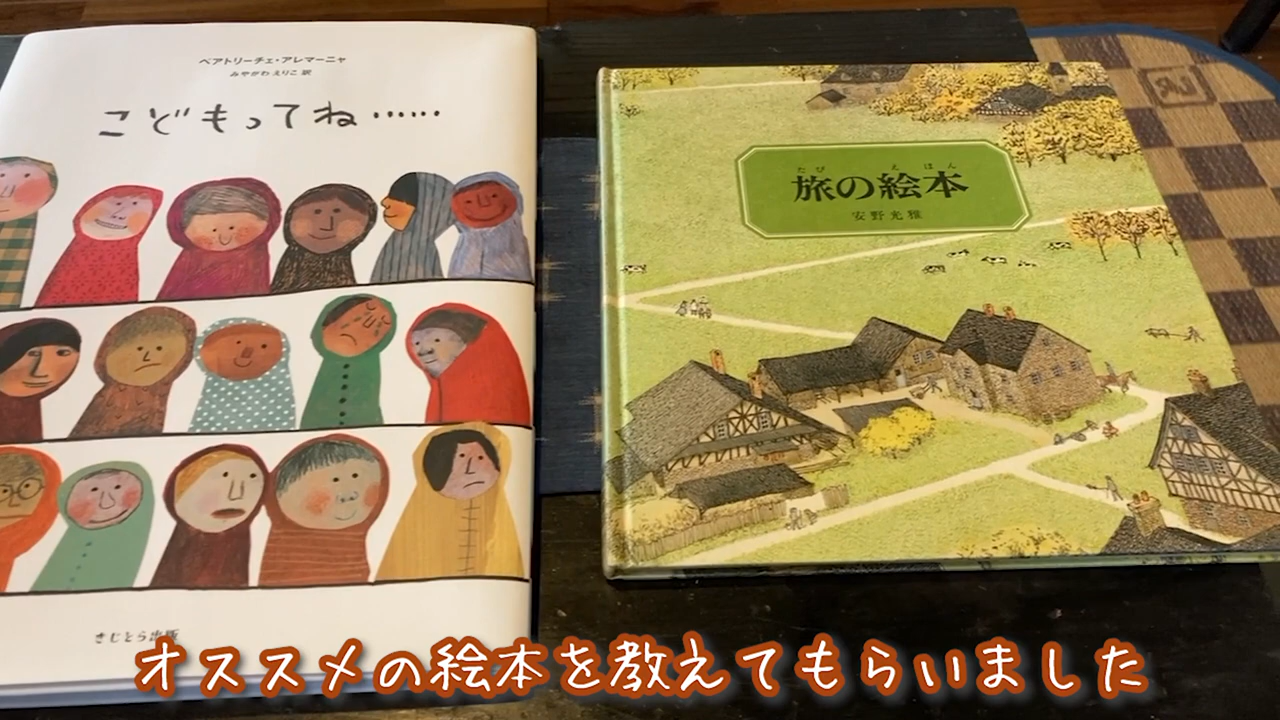 ベアトリーチェ・アレマーニャ
みやがわ えりこ 訳
こどもってね……
きじとら出版
たび えほん
旅の絵本
安野光雅
オススメの絵本を教えてもらいました